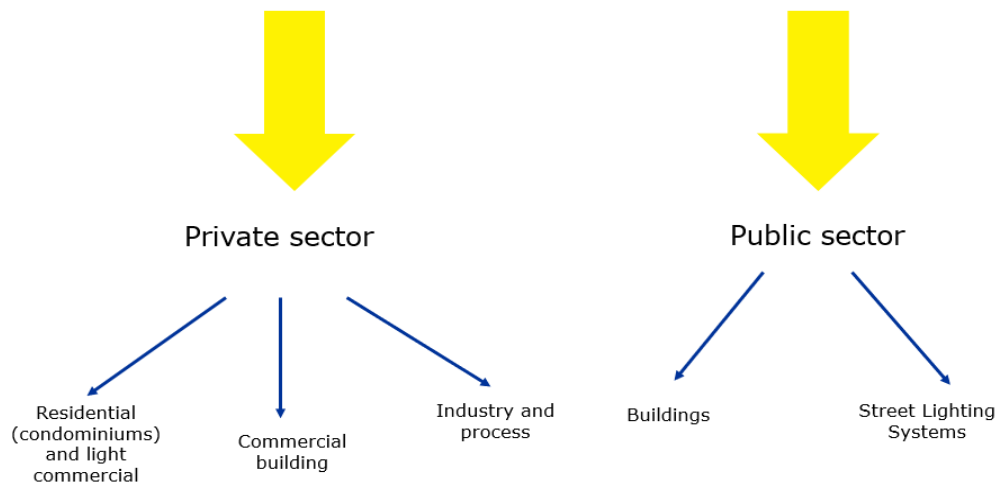 Private sector
Public sector
Residential
(condominiums)
and light
commercial
Commercial
building
Industry and
process
Buildings
Street Lighting
Systems